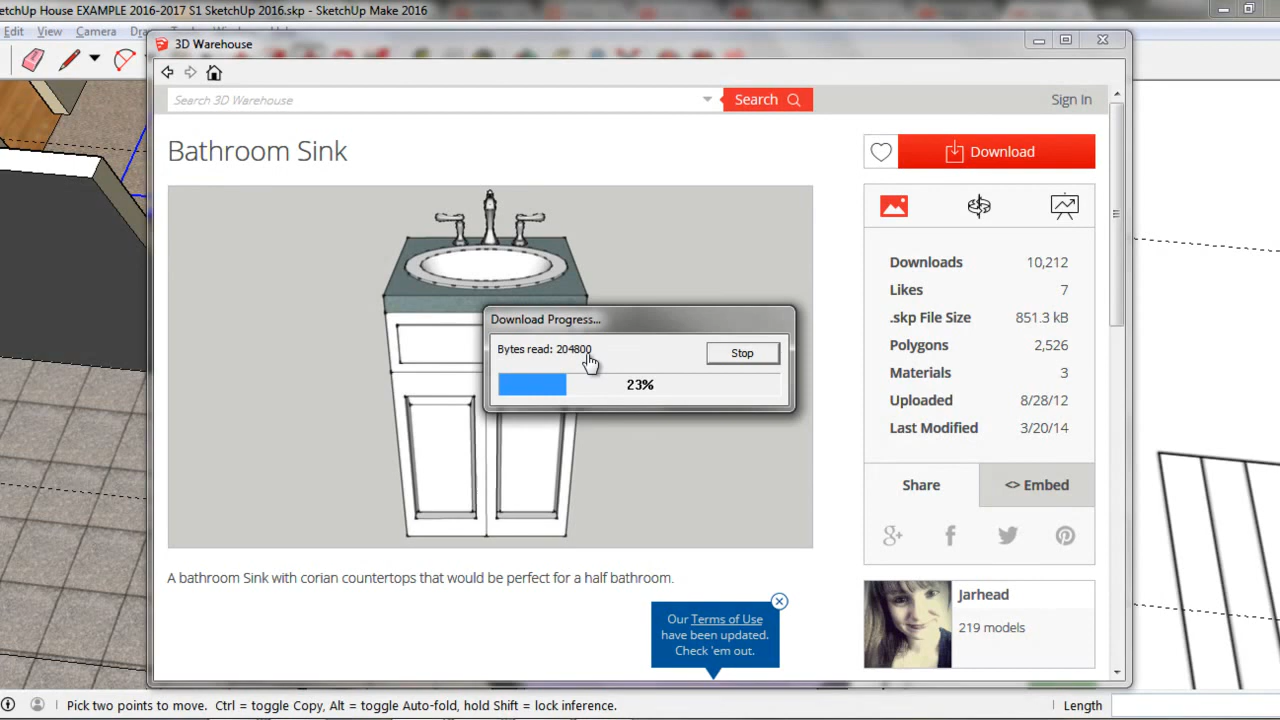 etchUp House EXAMPLE 2016-2017 S1 SketchUp 2016.skp - SketchUp Make 2016
Edit View Camera
3D Warehouse
Search 3D Warehouse
Search
Sign In
Bathroom Sink
Download
Download Progress...
Bytes read: 204800
Stop
23%
Downloads 10,212
Likes 7
.skp File Size 851.3 kB
Polygons 2,526
Materials 3
Uploaded 8/28/12
Last Modified 3/20/14
Share
<> Embed
A bathroom Sink with corian countertops that would be perfect for a half bathroom.
Our Terms of Use
have been updated.
Check 'em out.
Jarhead
219 models
Pick two points to move. Ctrl = toggle Copy, Alt = toggle Auto-fold, hold Shift = lock inference.
Length